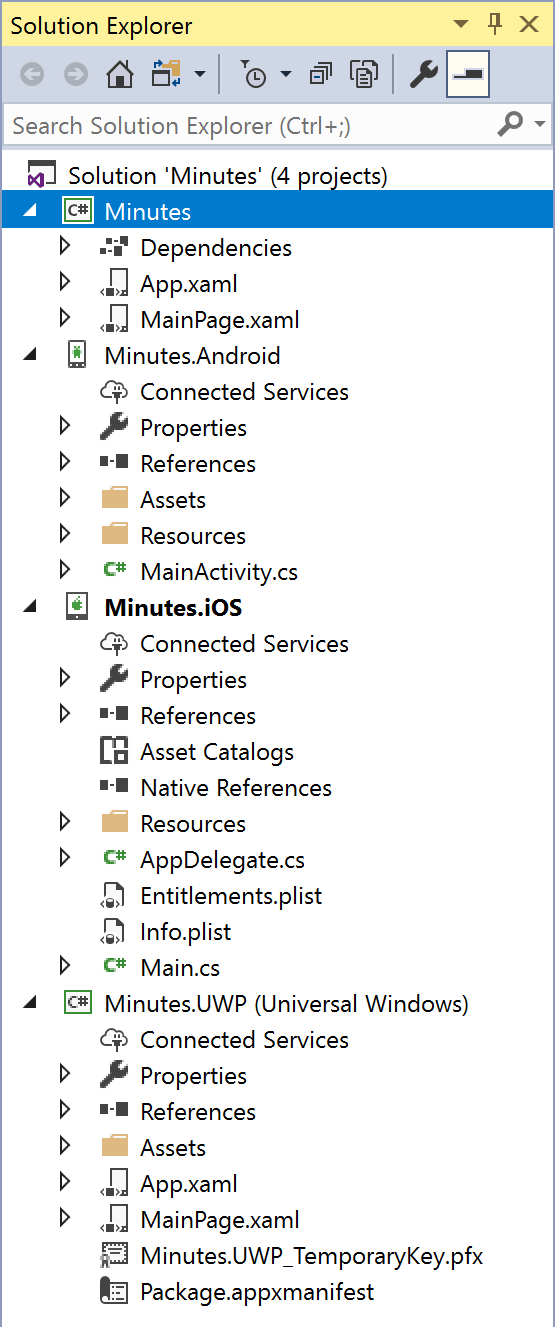 Solution Explorer
Search Solution Explorer (Ctrl+;)
Solution 'Minutes' (4 projects)
C# Minutes
Dependencies
App.xaml
MainPage.xaml
Minutes.Android
Connected Services
Properties
References
Assets
Resources
C# MainActivity.cs
Minutes.iOS
Connected Services
Properties
References
Asset Catalogs
Native References
Resources
C# AppDelegate.cs
Entitlements.plist
Info.plist
C# Main.cs
C# Minutes.UWP (Universal Windows)
Connected Services
Properties
References
Assets
App.xaml
MainPage.xaml
Minutes.UWP_TemporaryKey.pfx
Package.appxmanifest